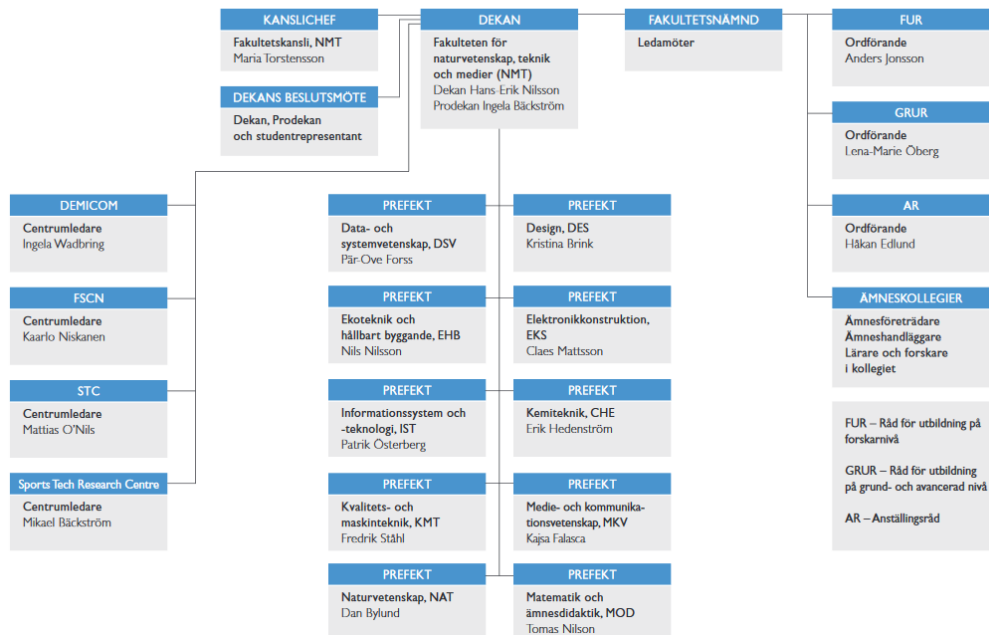 KANSLICHEF
Fakultetskansli, NMT
Maria Torstensson
DEKANS BESLUTSMÖTE
Dekan, Prodekan
och studentrepresentant
DEKAN
Fakulteten för
naturvetenskap, teknik
och medier (NMT)
Dekan Hans-Erik Nilsson
Prodekan Ingela Bäckström
FAKULTETSNÄMND
Ledamöter
FUR
Ordförande
Anders Jonsson
GRUR
Ordförande
Lena-Marie Öberg
AR
Ordförande
Håkan Edlund
ÄMNESKOLLEGIER
Ämnesföreträdare
Ämneshandläggare
Lärare och forskare
i kollegiet
FUR – Råd för utbildning på
forskarnivå
GRUR – Råd för utbildning
på grund- och avancerad nivå
AR – Anställingsråd
DEMICOM
Centrumledare
Ingela Wadbring
FSCN
Centrumledare
Kaarlo Niskanen
STC
Centrumledare
Mattias O'Nils
Sports Tech Research Centre
Centrumledare
Mikael Bäckström
PREFEKT
Data- och
systemvetenskap, DSV
Pär-Ove Forss
PREFEKT
Design, DES
Kristina Brink
PREFEKT
Ekoteknik och
hållbart byggande, EHB
Nils Nilsson
PREFEKT
Elektronikkonstruktion,
EKS
Claes Mattsson
PREFEKT
Informationssystem och
-teknologi, IST
Patrik Österberg
PREFEKT
Kemiteknik, CHE
Erik Hedenström
PREFEKT
Kvalitets- och
maskinteknik, KMT
Fredrik Ståhl
PREFEKT
Medie- och kommunika-
tionsvetenskap, MKV
Kajsa Falasca
PREFEKT
Naturvetenskap, NAT
Dan Bylund
PREFEKT
Matematik och
ämnesdidaktik, MOD
Tomas Nilson